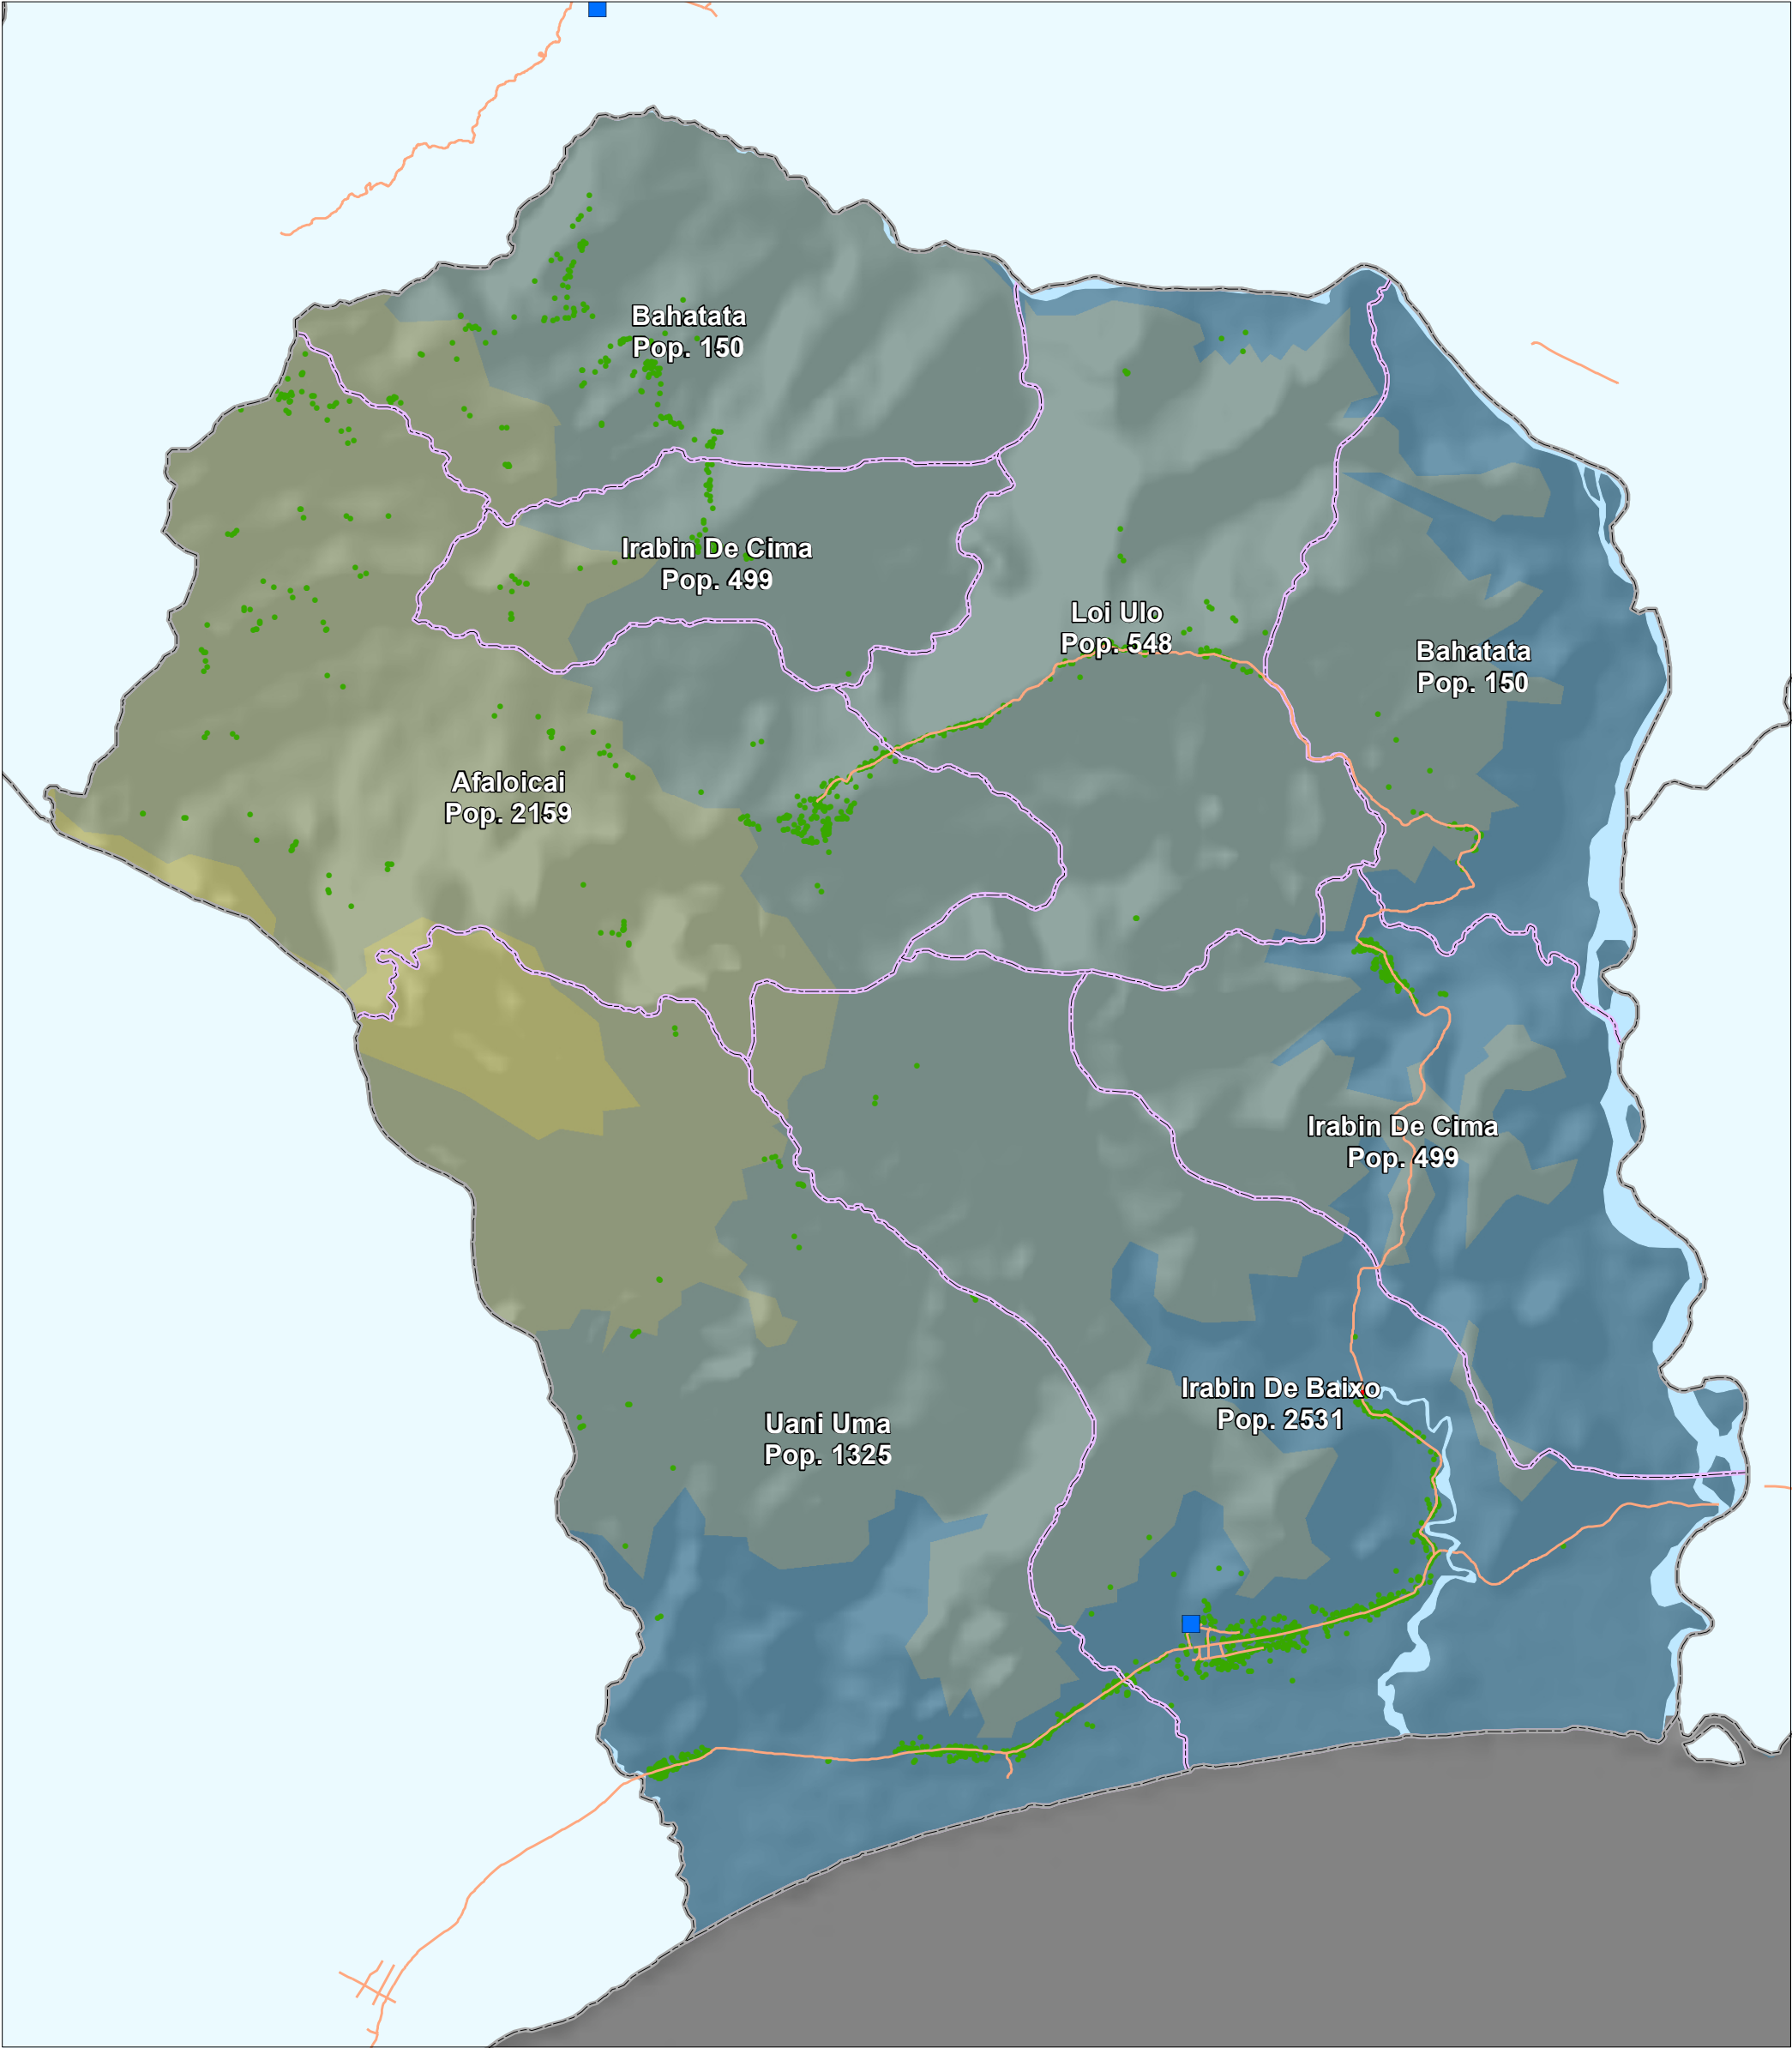 Bahatata
Pop. 150
Irabin De Cima
Pop. 499
Loi Ulo
Pop. 548
Bahatata
Pop. 150
Afaloicai
Pop. 2159
Irabin De Cima
Pop. 499
Irabin De Baixo
Pop. 2531
Uani Uma
Pop. 1325